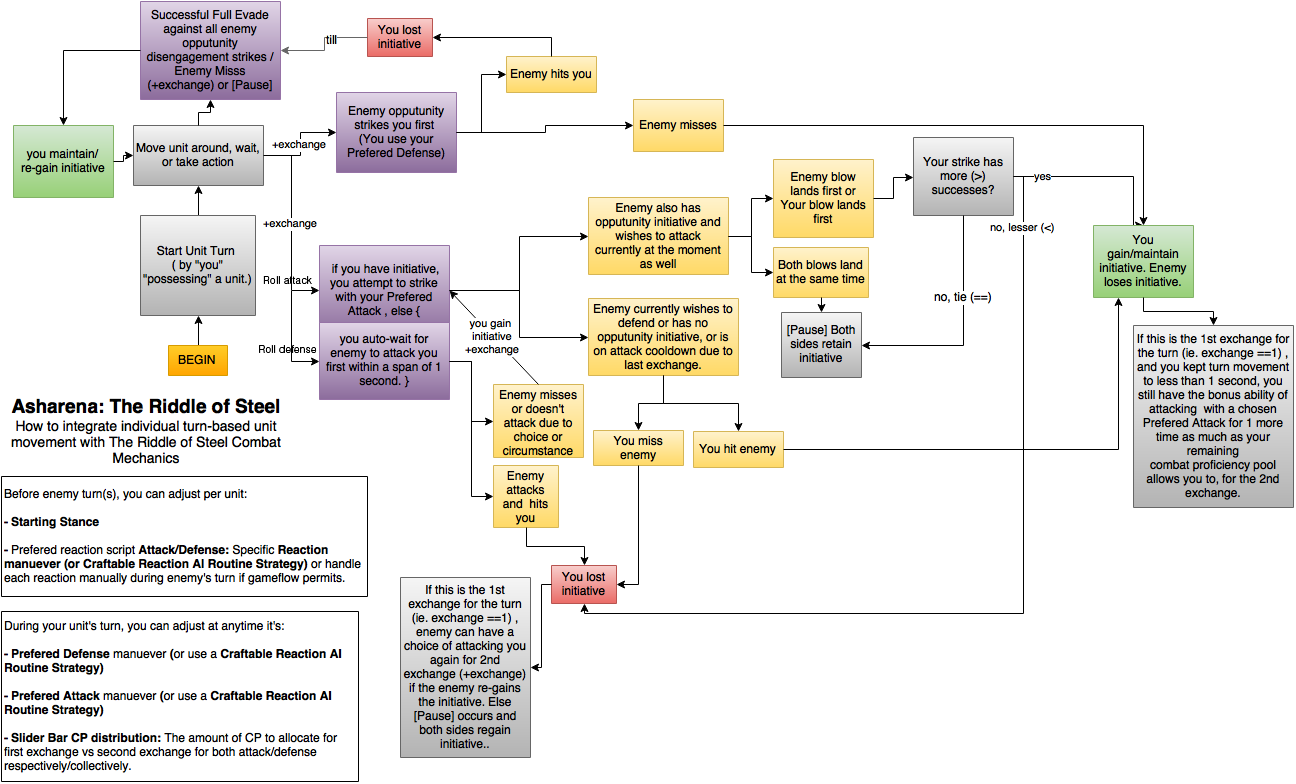 Successful Full Evade
against all enemy
opputunity
disengagement strikes /
Enemy Misss
(+exchange) or [Pause]
till
You lost
initiative
Enemy hits you
you maintain/
re-gain initiative
Move unit around, wait,
or take action
+exchange
Enemy opputunity
strikes you first
(You use your
Prefered Defense)
Enemy misses
Your strike has
more (>)
successes?
yes
no, lesser (<)
no, tie (==)
Enemy blow
lands first or
Your blow lands
first
Both blows land
at the same time
[Pause] Both
sides retain
initiative
Enemy also has
opputunity initiative and
wishes to attack
currently at the moment
as well
You
gain/maintain
initiative. Enemy
loses initiative.
Start Unit Turn
( by "you"
"possessing" a unit.)
BEGIN
+exchange
Roll attack
Roll defense
if you have initiative,
you attempt to strike
with your Prefered
Attack , else {
you auto-wait for
enemy to attack you
first within a span of 1
second. }
you gain
initiative
+exchange
Enemy currently wishes to
defend or has no
opputunity initiative, or is
on attack cooldown due to
last exchange.
You miss
enemy
You hit enemy
Enemy misses
or doesn't
attack due to
choice or
circumstance
Enemy
attacks
and hits
you
You lost
initiative
If this is the 1st exchange for
the turn (ie. exchange ==1) ,
and you kept turn movement
to less than 1 second, you
still have the bonus ability of
attacking with a chosen
Prefered Attack for 1 more
time as much as your
remaining
combat proficiency pool
allows you to, for the 2nd
exchange.
If this is the 1st
exchange for the turn
(ie. exchange ==1) ,
enemy can have a
choice of attacking you
again for 2nd
exchange (+exchange)
if the enemy re-gains
the initiative. Else
[Pause] occurs and
both sides regain
initiative..
Asharena: The Riddle of Steel
How to integrate individual turn-based unit
movement with The Riddle of Steel Combat
Mechanics
Before enemy turn(s), you can adjust per unit:
- Starting Stance
- Prefered reaction script Attack/Defense: Specific Reaction
manuever (or Craftable Reaction AI Routine Strategy) or handle
each reaction manually during enemy's turn if gameflow permits.
During your unit's turn, you can adjust at anytime it's:
- Prefered Defense manuever (or use a Craftable Reaction AI
Routine Strategy)
- Prefered Attack manuever (or use a Craftable Reaction AI
Routine Strategy)
- Slider Bar CP distribution: The amount of CP to allocate for
first exchange vs second exchange for both attack/defense
respectively/collectively.